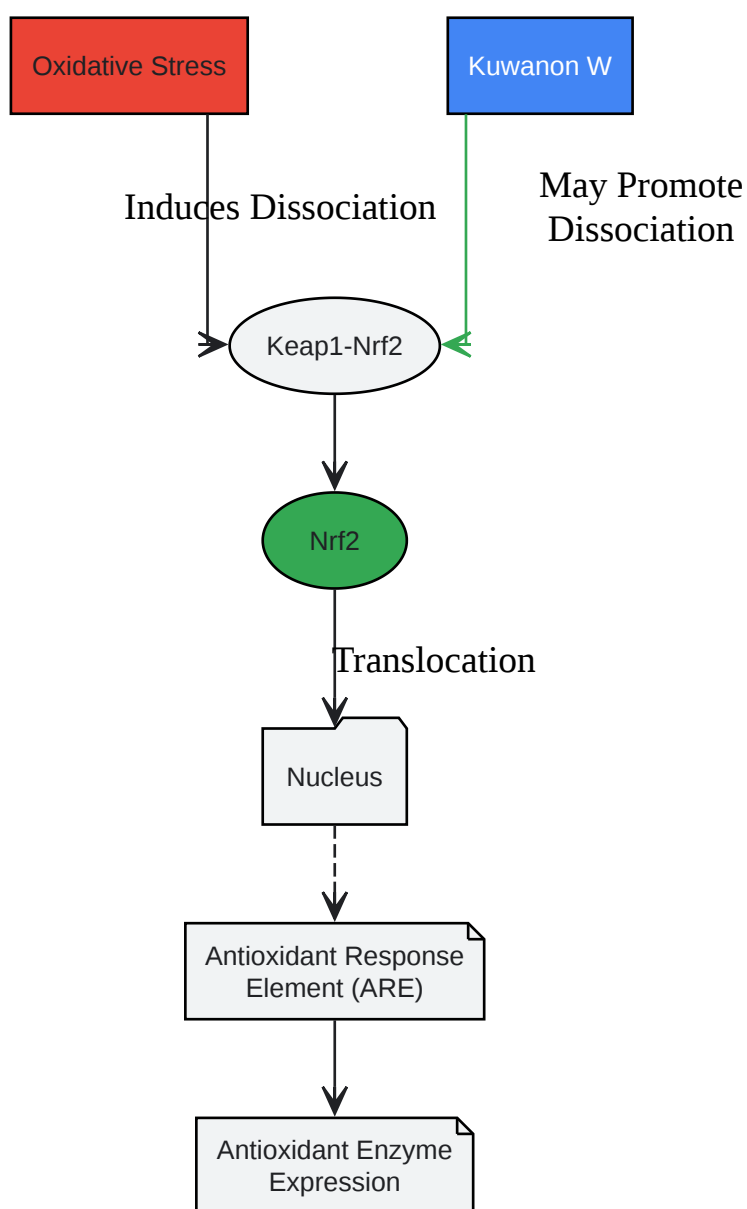 Oxidative Stress
Kuwanon W
Induces Dissociation
May Promote
Dissociation
Keap1-Nrf2
Nrf2
Translocation
Nucleus
Antioxidant Response
Element (ARE)
Antioxidant Enzyme
Expression